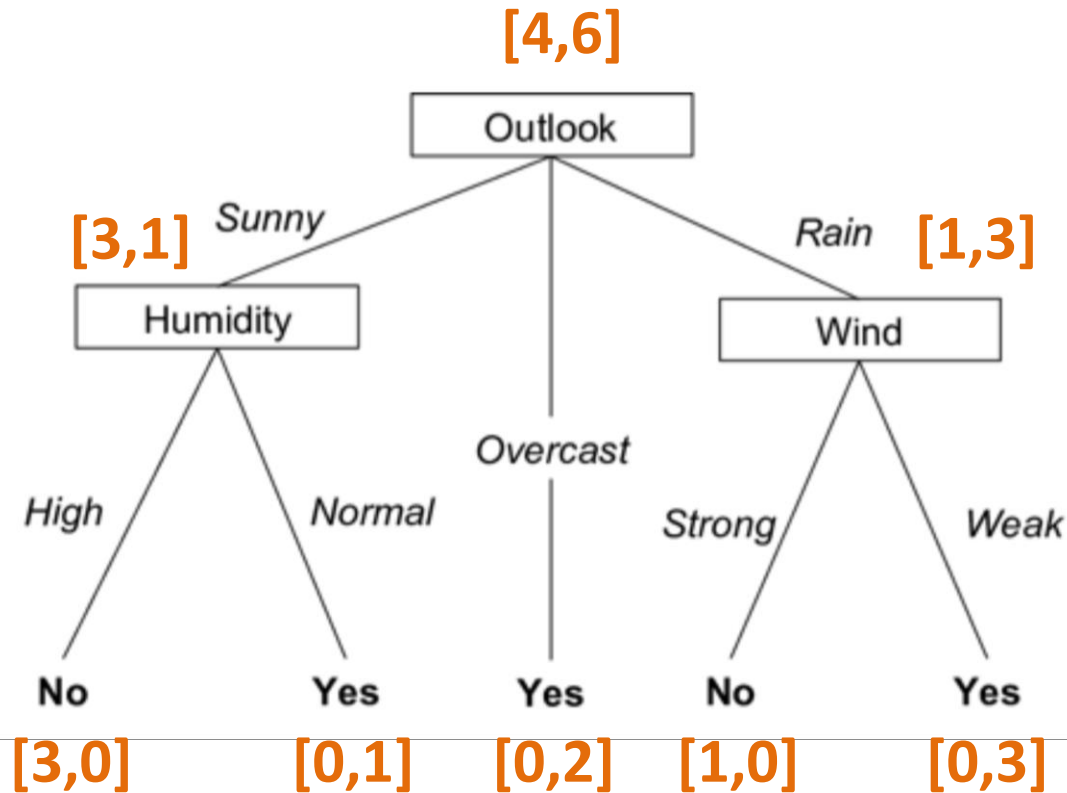 [4,6]
Outlook
Sunny
Rain
[3,1]
[1,3]
Humidity
Wind
Overcast
High
Normal
Strong
Weak
No
Yes
Yes
No
Yes
[3,0]
[0,1]
[0,2]
[1,0]
[0,3]